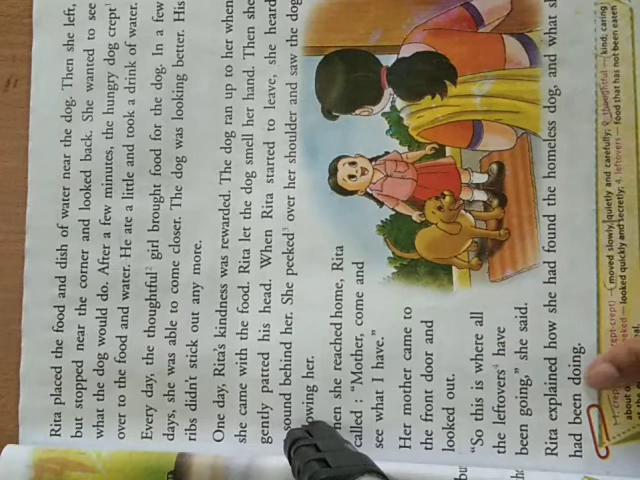 Rita placed the food and dish of water near the dog. Then she left,
but stopped near the corner and looked back. She wanted to see
what the dog would do. After a few minutes, the hungry dog crept¹
over to the food and water. He ate a little and took a drink of water.
Every day, the thoughtful² girl brought food for the dog. In a few
days, she was able to come closer. The dog was looking better. His
ribs didn't stick out any more.
One day, Rita's kindness was rewarded. The dog ran up to her when
she came with the food. Rita let the dog smell her hand. Then she
gently patted his head. When Rita started to leave, she heard
sound behind her. She peeked³ over her shoulder and saw the dog
owing her.
hen she reached home, Rita
called : "Mother, come and
see what I have."
Her mother came to
the front door and
looked out.
"So this is where all
the leftovers⁴ have
been going," she said.
Rita explained how she had found the homeless dog, and what s
had been doing.
1. crept (crept) — moved slowly, quietly and carefully; 2. thoughtful — kind; caring
eeked — looked quickly and secretly; 4. leftovers — food that has not been eaten